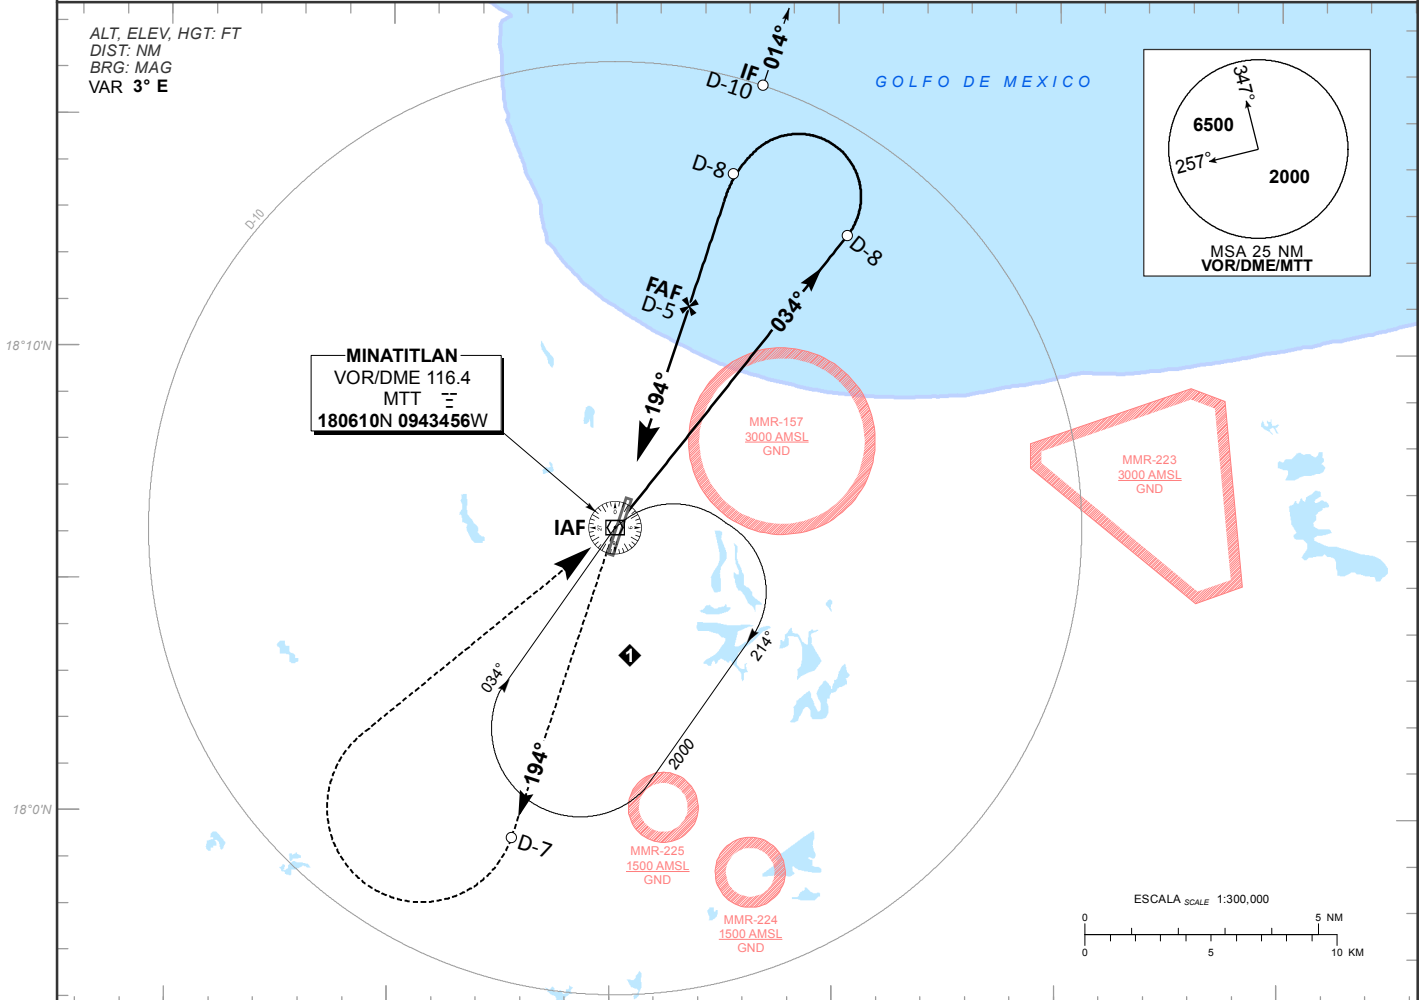 ALT, ELEV, HGT: FT
DIST: NM
BRG: MAG
VAR 3° E
014°
IF
D-10
GOLFO DE MEXICO
347°
6500
257°
2000
MSA 25 NM
VOR/DME/MTT
D-8
D-8
D-10
FAF
D-5
034°
18°10'N
MINATITLAN
VOR/DME 116.4
MTT
180610N 0943456W
194°
MMR-157
3000 AMSL
GND
MMR-223
3000 AMSL
GND
IAF
1
214°
034°
2000
194°
18°0'N
D-7
MMR-225
1500 AMSL
GND
MMR-224
1500 AMSL
GND
ESCALA SCALE 1:300,000
0 5 NM
0 5 10 KM